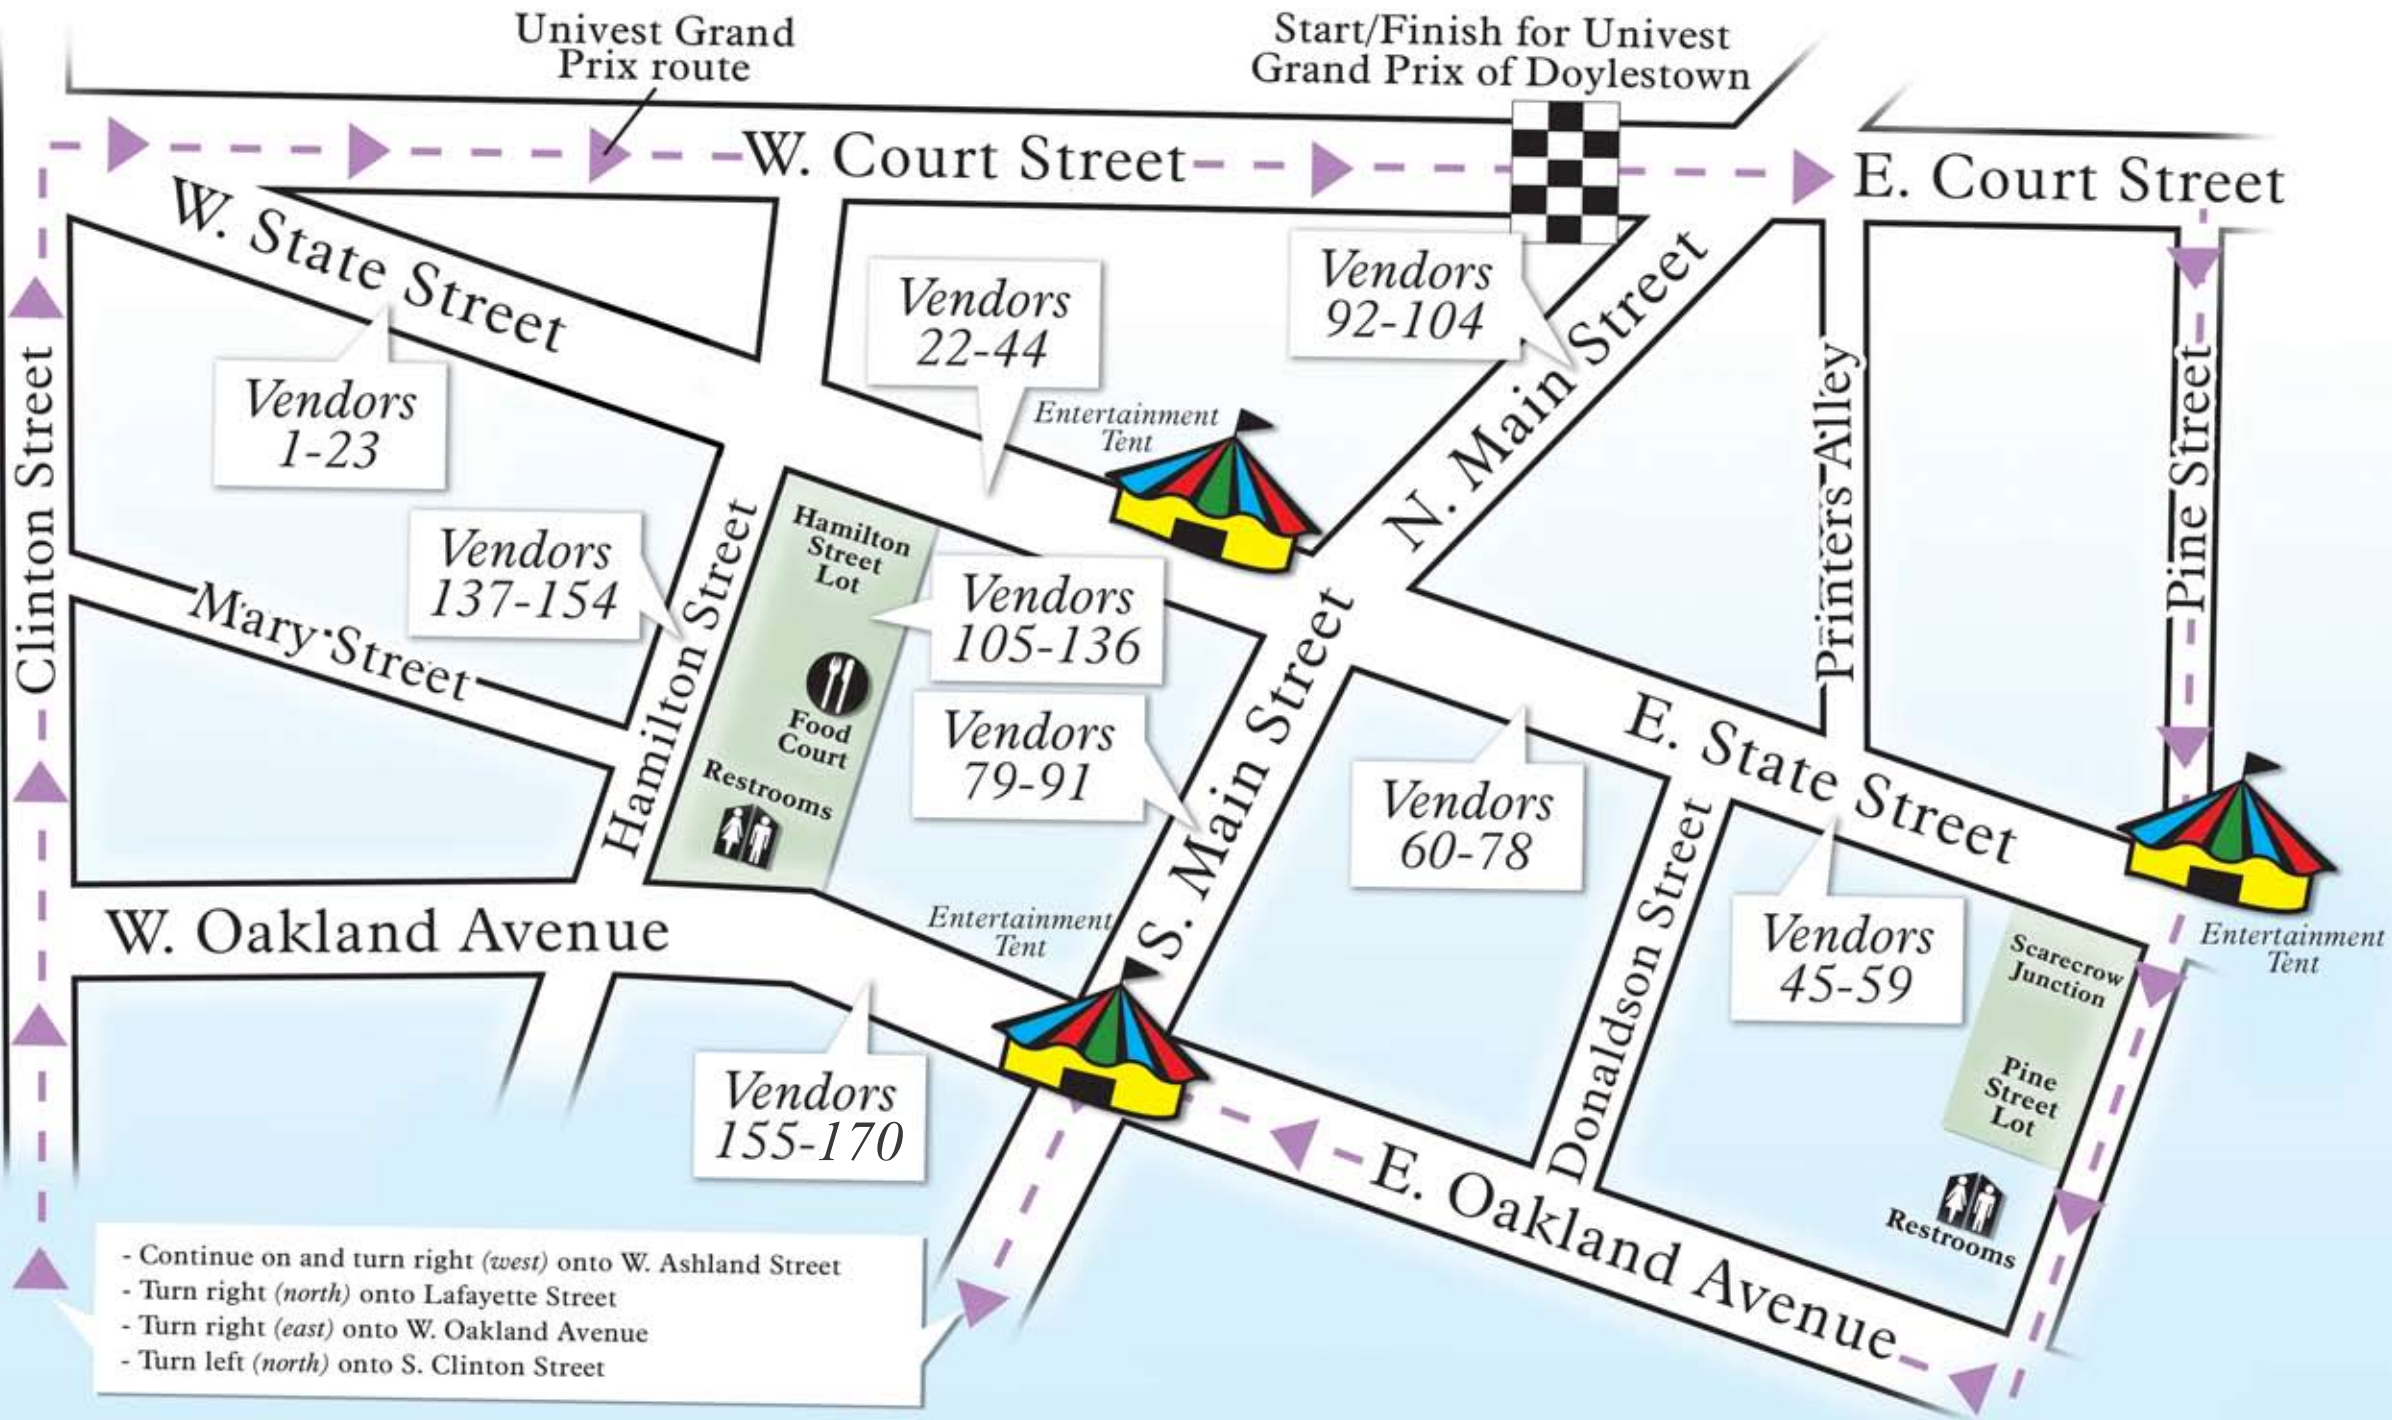 Univest Grand
Prix route
Start/Finish for Univest
Grand Prix of Doylestown
W. Court Street
E. Court Street
W. State Street
Vendors
22-44
Vendors
92-104
N. Main Street
Clinton Street
Vendors
1-23
Entertainment
Tent
Printers Alley
Pine Street
Vendors
137-154
Hamilton Street
Hamilton
Street
Lot
Vendors
105-136
Mary Street
Food
Court
Restrooms
Vendors
79-91
S. Main Street
Vendors
60-78
E. State Street
Donaldson Street
Vendors
45-59
W. Oakland Avenue
Entertainment
Tent
Scarecrow
Junction
Entertainment
Tent
Pine
Street
Lot
Vendors
155-170
E. Oakland Avenue
Restrooms
- Continue on and turn right (west) onto W. Ashland Street
- Turn right (north) onto Lafayette Street
- Turn right (east) onto W. Oakland Avenue
- Turn left (north) onto S. Clinton Street